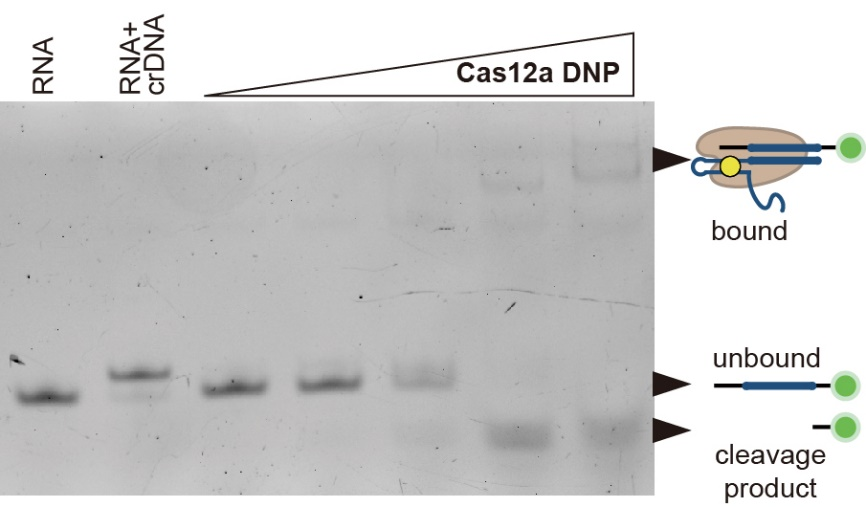 RNA
RNA+
crDNA
Cas12a DNP
bound
unbound
cleavage
product